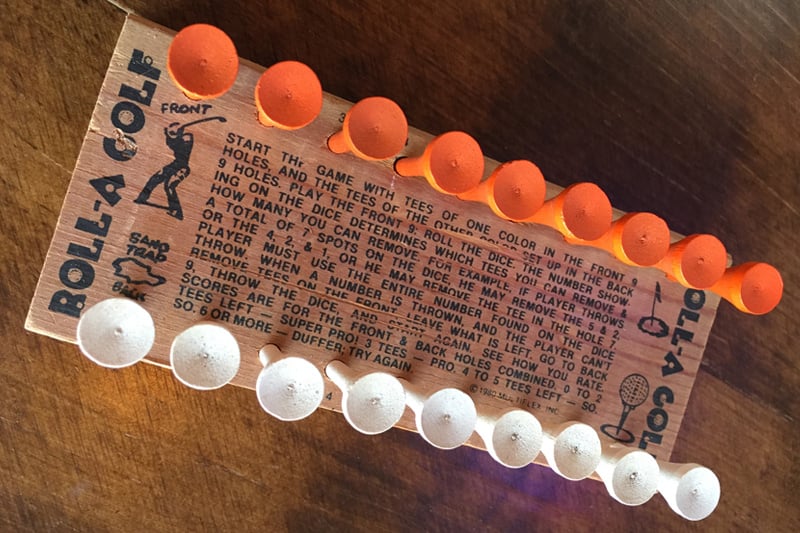 ROLL-A GOLF
FRONT
SAND
TRAP
BACK
3
START THE GAME WITH TEES OF ONE COLOR IN THE FRONT 9
HOLES, AND THE TEES OF THE OTHER COLOR SET UP IN THE BACK
9 HOLES. PLAY THE FRONT 9: ROLL THE DICE. THE NUMBER SHOW-
ING ON THE DICE DETERMINES WHICH TEES YOU CAN REMOVE &
HOW MANY YOU CAN REMOVE. FOR EXAMPLE, IF PLAYER THROWS
A TOTAL OF 7 SPOTS ON THE DICE, HE MAY REMOVE THE 5 & 2,
OR THE 4, 2, & 1, OR HE MAY REMOVE THE TEE IN THE HOLE 7.
PLAYER MUST USE THE ENTIRE NUMBER FOUND ON THE DICE
THROW. WHEN A NUMBER IS THROWN, AND THE PLAYER CAN'T
REMOVE TEES ON THE FRONT, LEAVE WHAT IS LEFT. GO TO BACK
9, THROW THE DICE, AND START AGAIN. SEE HOW YOU RATE.
SCORES ARE FOR THE FRONT & BACK HOLES COMBINED. 0 TO 2
TEES LEFT — SUPER PRO! 3 TEES — PRO. 4 TO 5 TEES LEFT — SO-
SO. 6 OR MORE — DUFFER-TRY AGAIN.
© 1980 MULTIFLEX, INC.
4
ROLL-A GOL